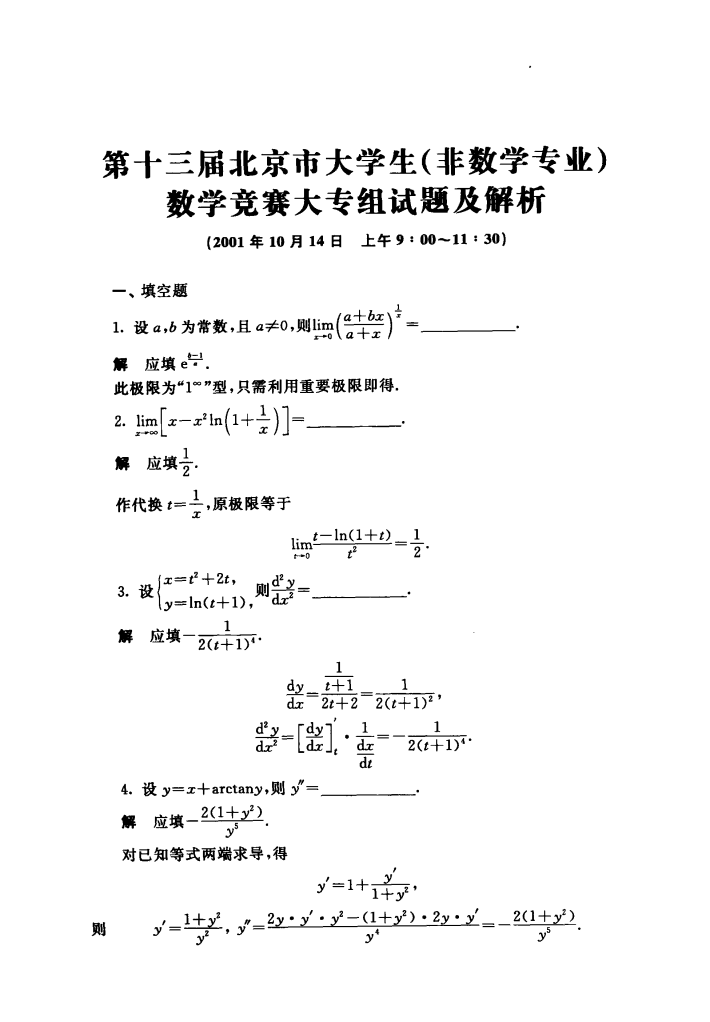 第十三届北京市大学生(非数学专业)
数学竞赛大专组试题及解析
(2001 年 10 月 14 日 上午 9:00~11:30)
一、填空题
1. 设 a,b 为常数,且 a≠0,则$\lim_{x\to 0}\left(\frac{a+bx}{a+x}\right)^{\frac{1}{x}}=$________.
解 应填 $e^{\frac{b-1}{a}}$.
此极限为“$1^{\infty}$”型,只需利用重要极限即得.
2. $\lim_{x\to\infty}\left[x-x^2\ln\left(1+\frac{1}{x}\right)\right]=$________.
解 应填$\frac{1}{2}$.
作代换 $t=\frac{1}{x}$,原极限等于
$\lim_{t\to 0}\frac{t-\ln(1+t)}{t^2}=\frac{1}{2}$.
3. 设$\begin{cases}x=t^2+2t,\\y=\ln(t+1),\end{cases}$则$\frac{d^2y}{dx^2}=$________.
解 应填$-\frac{1}{2(t+1)^4}$.
$\frac{dy}{dx}=\frac{\frac{1}{t+1}}{2t+2}=\frac{1}{2(t+1)^2}$,
$\frac{d^2y}{dx^2}=\left[\frac{dy}{dx}\right]'_t\cdot\frac{1}{\frac{dx}{dt}}=-\frac{1}{2(t+1)^4}$.
4. 设 y=x+arctany,则 y″=________.
解 应填$-\frac{2(1+y^2)}{y^5}$.
对已知等式两端求导,得
$y'=1+\frac{y'}{1+y^2}$,
则 $y'=\frac{1+y^2}{y^2}$, $y''=\frac{2y\cdot y'\cdot y^2-(1+y^2)\cdot 2y\cdot y'}{y^4}=-\frac{2(1+y^2)}{y^5}$.